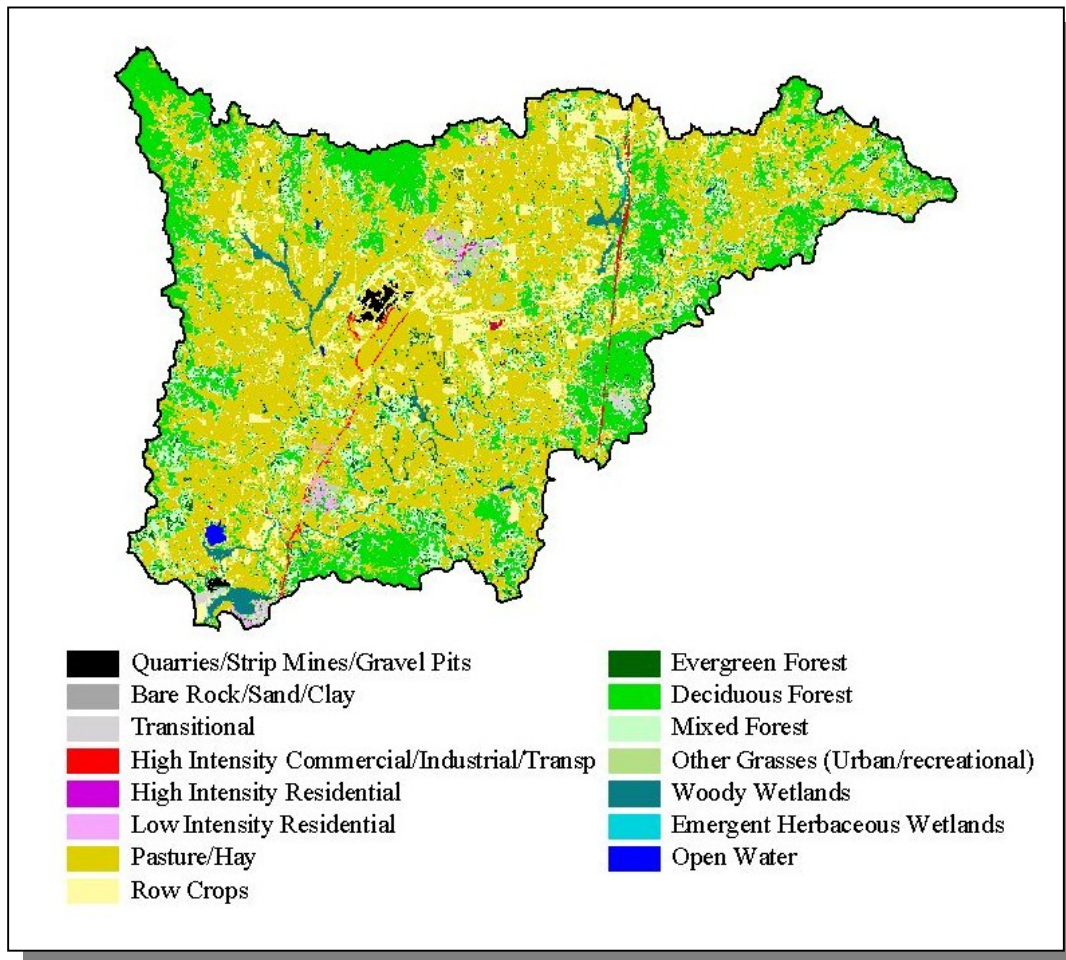 Quarries/Strip Mines/Gravel Pits
Bare Rock/Sand/Clay
Transitional
High Intensity Commercial/Industrial/Transp
High Intensity Residential
Low Intensity Residential
Pasture/Hay
Row Crops
Evergreen Forest
Deciduous Forest
Mixed Forest
Other Grasses (Urban/recreational)
Woody Wetlands
Emergent Herbaceous Wetlands
Open Water